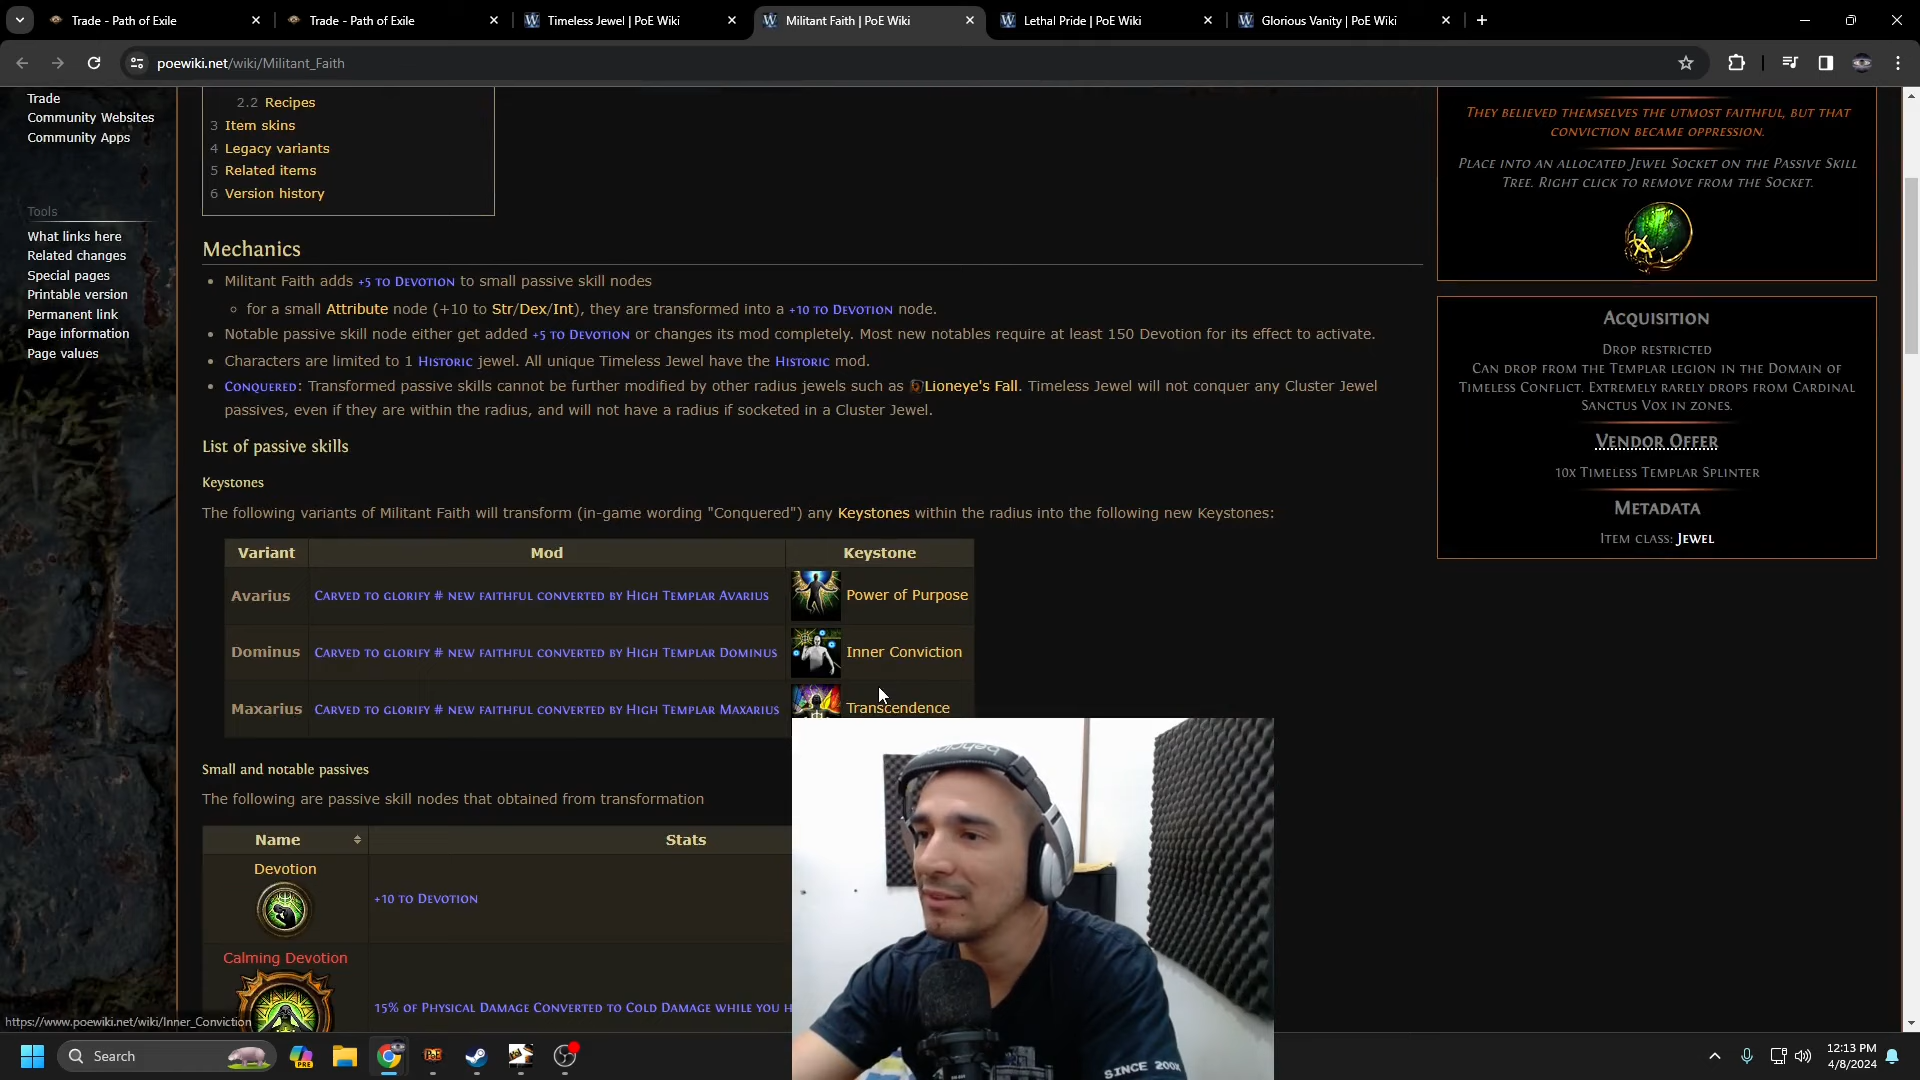 Trade - Path of Exile
Trade - Path of Exile
Timeless Jewel | PoE Wiki
Militant Faith | PoE Wiki
Lethal Pride | PoE Wiki
Glorious Vanity | PoE Wiki
poewiki.net/wiki/Militant_Faith
Trade
Community Websites
Community Apps
Tools
What links here
Related changes
Special pages
Printable version
Permanent link
Page information
Page values
2.2 Recipes
3 Item skins
4 Legacy variants
5 Related items
6 Version history
Mechanics
Militant Faith adds +5 to Devotion to small passive skill nodes
for a small Attribute node (+10 to Str/Dex/Int), they are transformed into a +10 to Devotion node.
Notable passive skill node either get added +5 to Devotion or changes its mod completely. Most new notables require at least 150 Devotion for its effect to activate.
Characters are limited to 1 Historic jewel. All unique Timeless Jewel have the Historic mod.
Conquered: Transformed passive skills cannot be further modified by other radius jewels such as Lioneye's Fall. Timeless Jewel will not conquer any Cluster Jewel
passives, even if they are within the radius, and will not have a radius if socketed in a Cluster Jewel.
List of passive skills
Keystones
The following variants of Militant Faith will transform (in-game wording "Conquered") any Keystones within the radius into the following new Keystones:
Variant Mod Keystone
Avarius Carved to glorify # new faithful converted by High Templar Avarius Power of Purpose
Dominus Carved to glorify # new faithful converted by High Templar Dominus Inner Conviction
Maxarius Carved to glorify # new faithful converted by High Templar Maxarius Transcendence
Small and notable passives
The following are passive skill nodes that obtained from transformation
Name Stats
Devotion
+10 to Devotion
Calming Devotion
15% of Physical Damage Converted to Cold Damage while you h
They believed themselves the utmost faithful, but that
conviction became oppression.
Place into an allocated Jewel Socket on the Passive Skill
Tree. Right click to remove from the Socket.
Acquisition
Drop restricted
Can drop from the Templar legion in the Domain of
Timeless Conflict. Extremely rarely drops from Cardinal
Sanctus Vox in zones.
Vendor Offer
10x Timeless Templar Splinter
Metadata
Item class: Jewel
SINCE 200X
https://www.poewiki.net/wiki/Inner_Conviction
Search
PRE
12:13 PM
4/8/2024